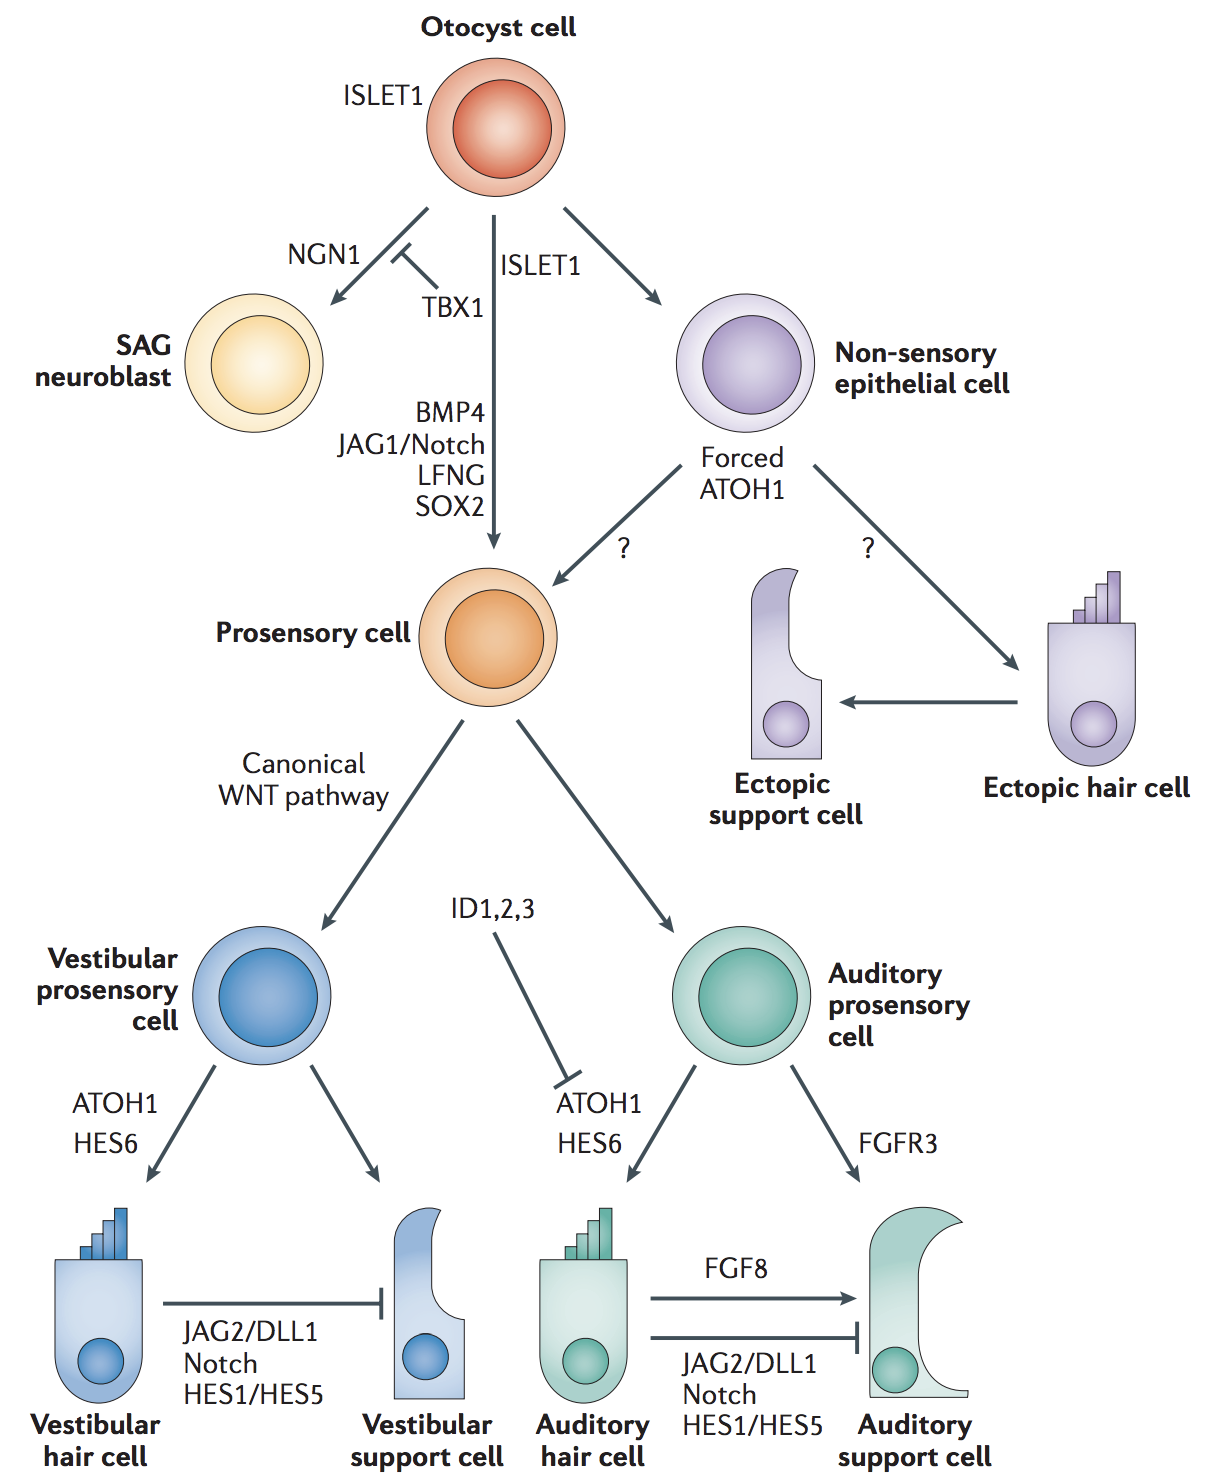 Otocyst cell
ISLET1
NGN1
ISLET1
TBX1
SAG
neuroblast
Non-sensory
epithelial cell
BMP4
JAG1/Notch
LFNG
SOX2
Forced
ATOH1
?
?
Prosensory cell
Ectopic
support cell
Ectopic hair cell
Canonical
WNT pathway
ID1,2,3
Vestibular
prosensory
cell
Auditory
prosensory
cell
ATOH1
HES6
ATOH1
HES6
FGFR3
FGF8
JAG2/DLL1
Notch
HES1/HES5
JAG2/DLL1
Notch
HES1/HES5
Vestibular
hair cell
Vestibular
support cell
Auditory
hair cell
Auditory
support cell